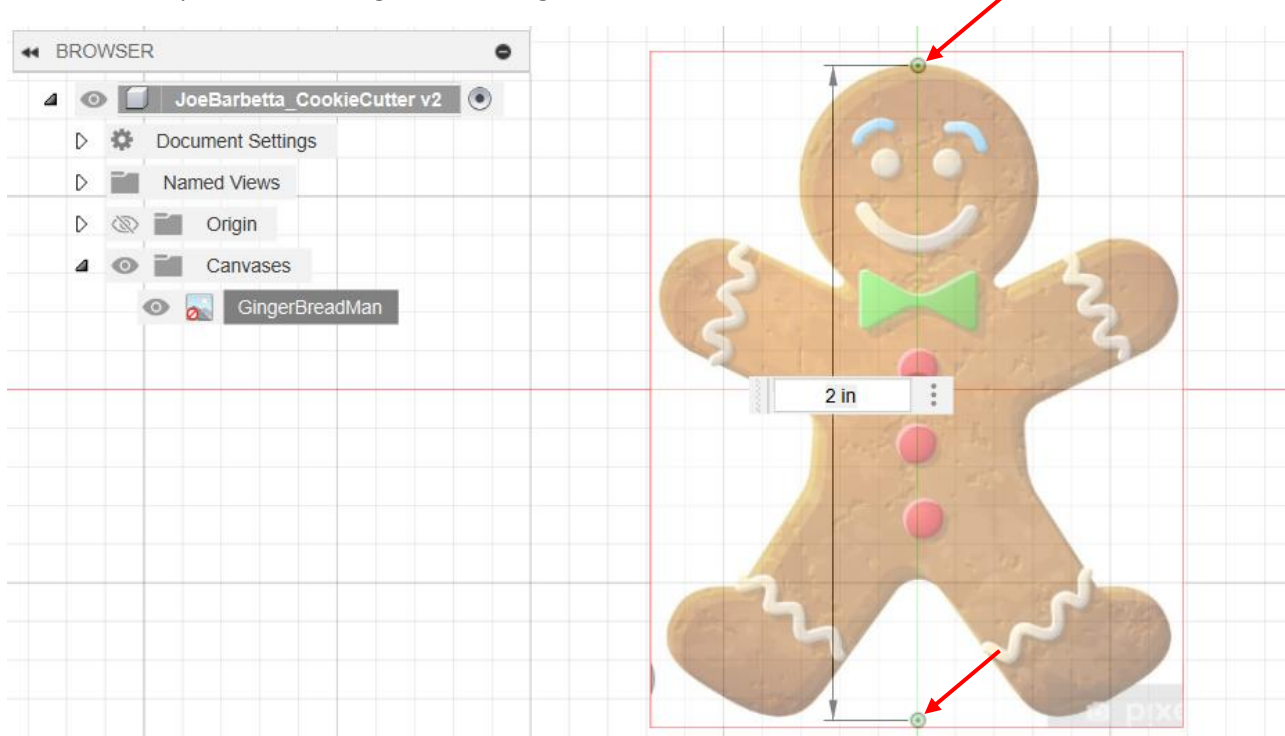 BROWSER
JoeBarbetta_CookieCutter v2
Document Settings
Named Views
Origin
Canvases
GingerBreadMan
2 in